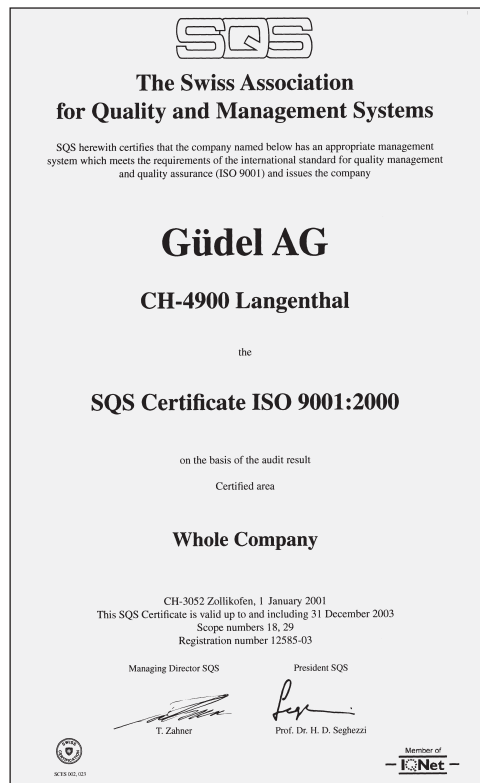 SQS
The Swiss Association
for Quality and Management Systems
SQS herewith certifies that the company named below has an appropriate management
system which meets the requirements of the international standard for quality management
and quality assurance (ISO 9001) and issues the company
Güdel AG
CH-4900 Langenthal
the
SQS Certificate ISO 9001:2000
on the basis of the audit result
Certified area
Whole Company
CH-3052 Zollikofen, 1 January 2001
This SQS Certificate is valid up to and including 31 December 2003
Scope numbers 18, 29
Registration number 12585-03
Managing Director SQS President SQS
T. Zahner Prof. Dr. H. D. Seghezzi
SWISS
CERTIFICATION
SCES 002, 023
Member of
IQNet